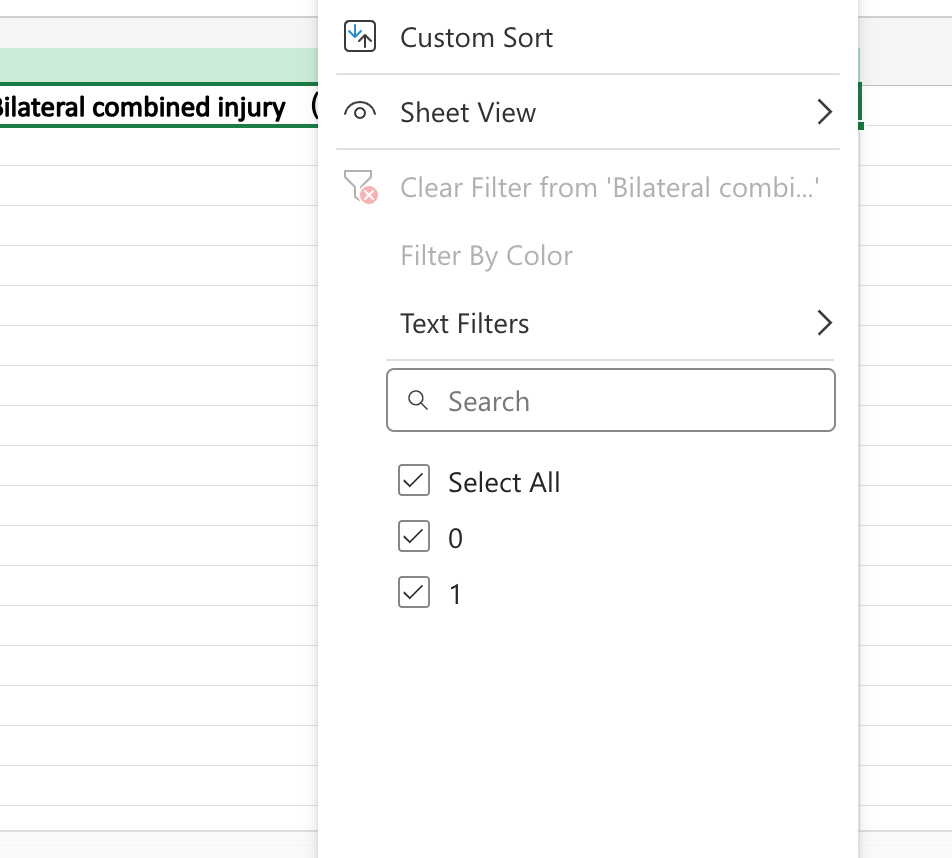 Custom Sort
Bilateral combined injury (
Sheet View
Clear Filter from 'Bilateral combi...'
Filter By Color
Text Filters
Search
Select All
0
1